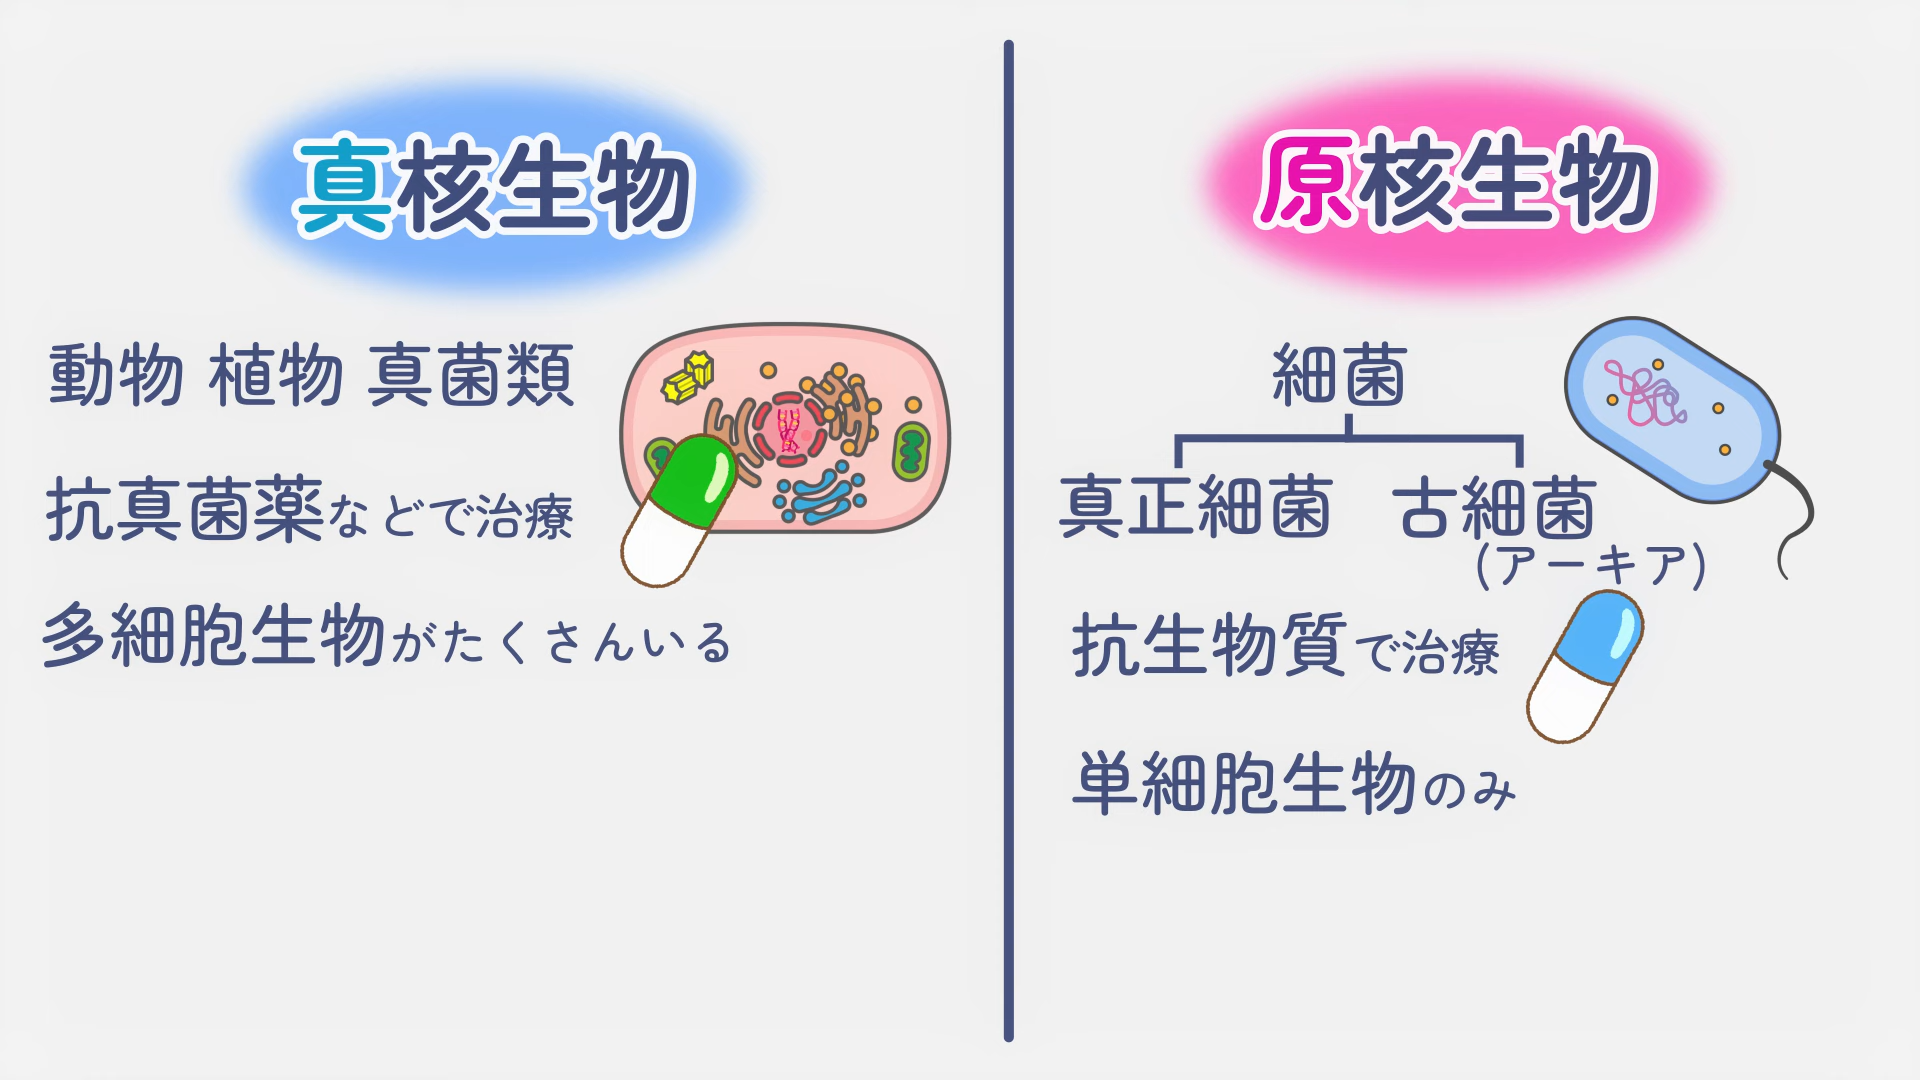 真核生物
動物 植物 真菌類
抗真菌薬などで治療
多細胞生物がたくさんいる
原核生物
細菌
真正細菌 古細菌
(アーキア)
抗生物質で治療
単細胞生物のみ